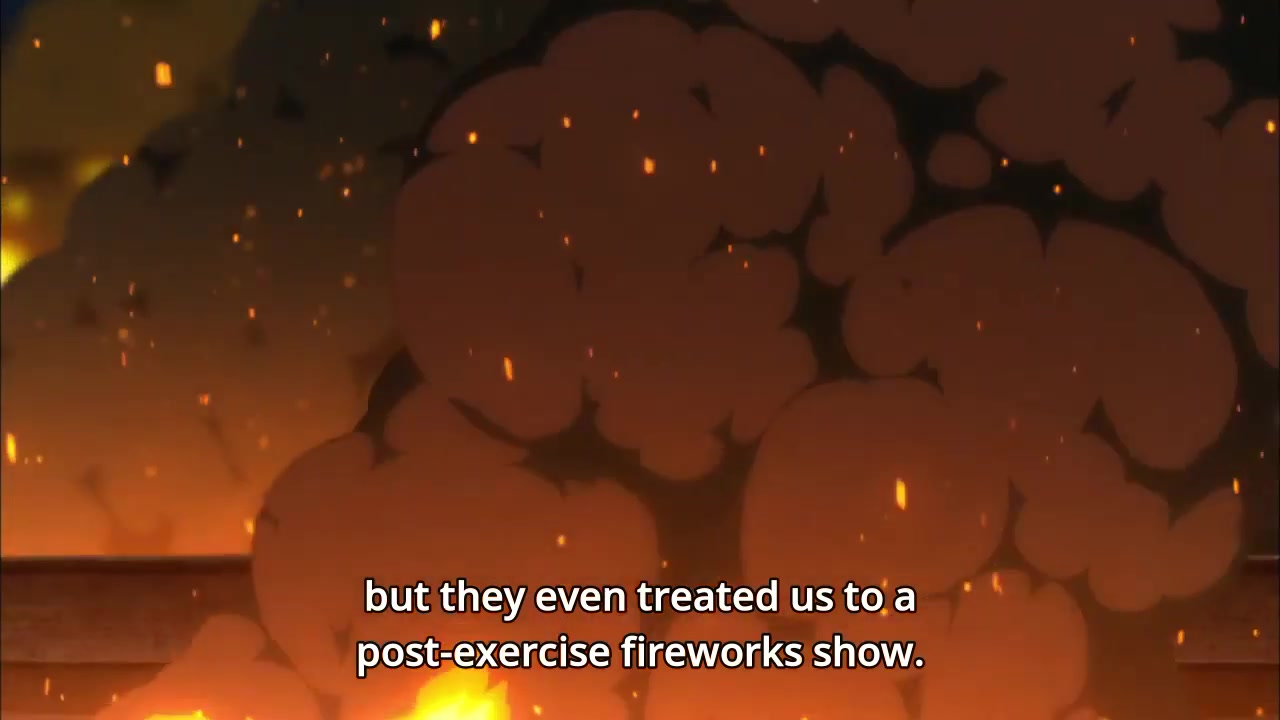 but they even treated us to a
post-exercise fireworks show.